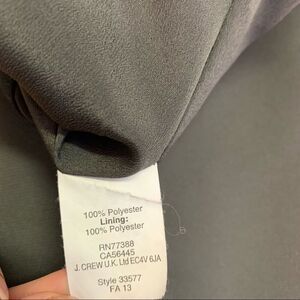 100% Polyester
Lining:
100% Polyester
RN77388
CA56445
J. CREW U.K. Ltd EC4V 6JA
Style 33577
FA 13